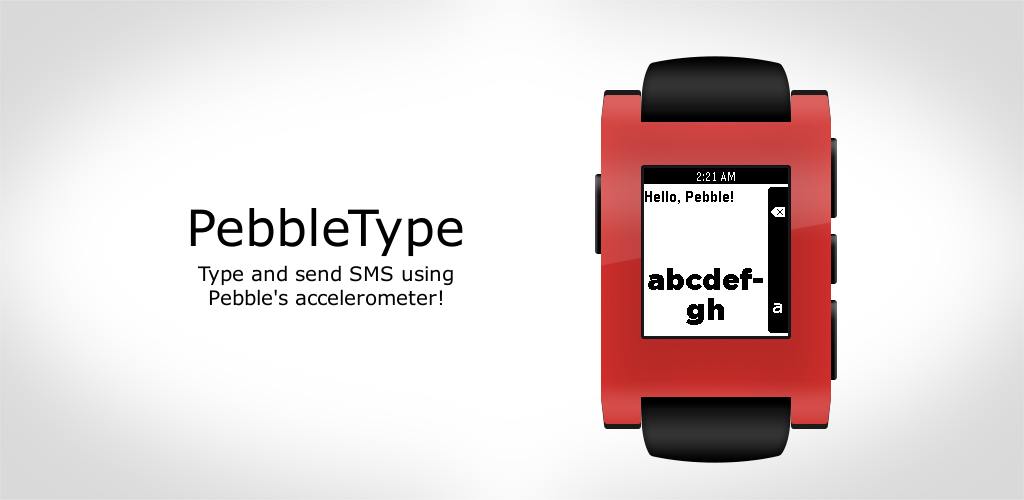 PebbleType
Type and send SMS using
Pebble's accelerometer!
2:21 AM
Hello, Pebble!
abcdef-
gh
a